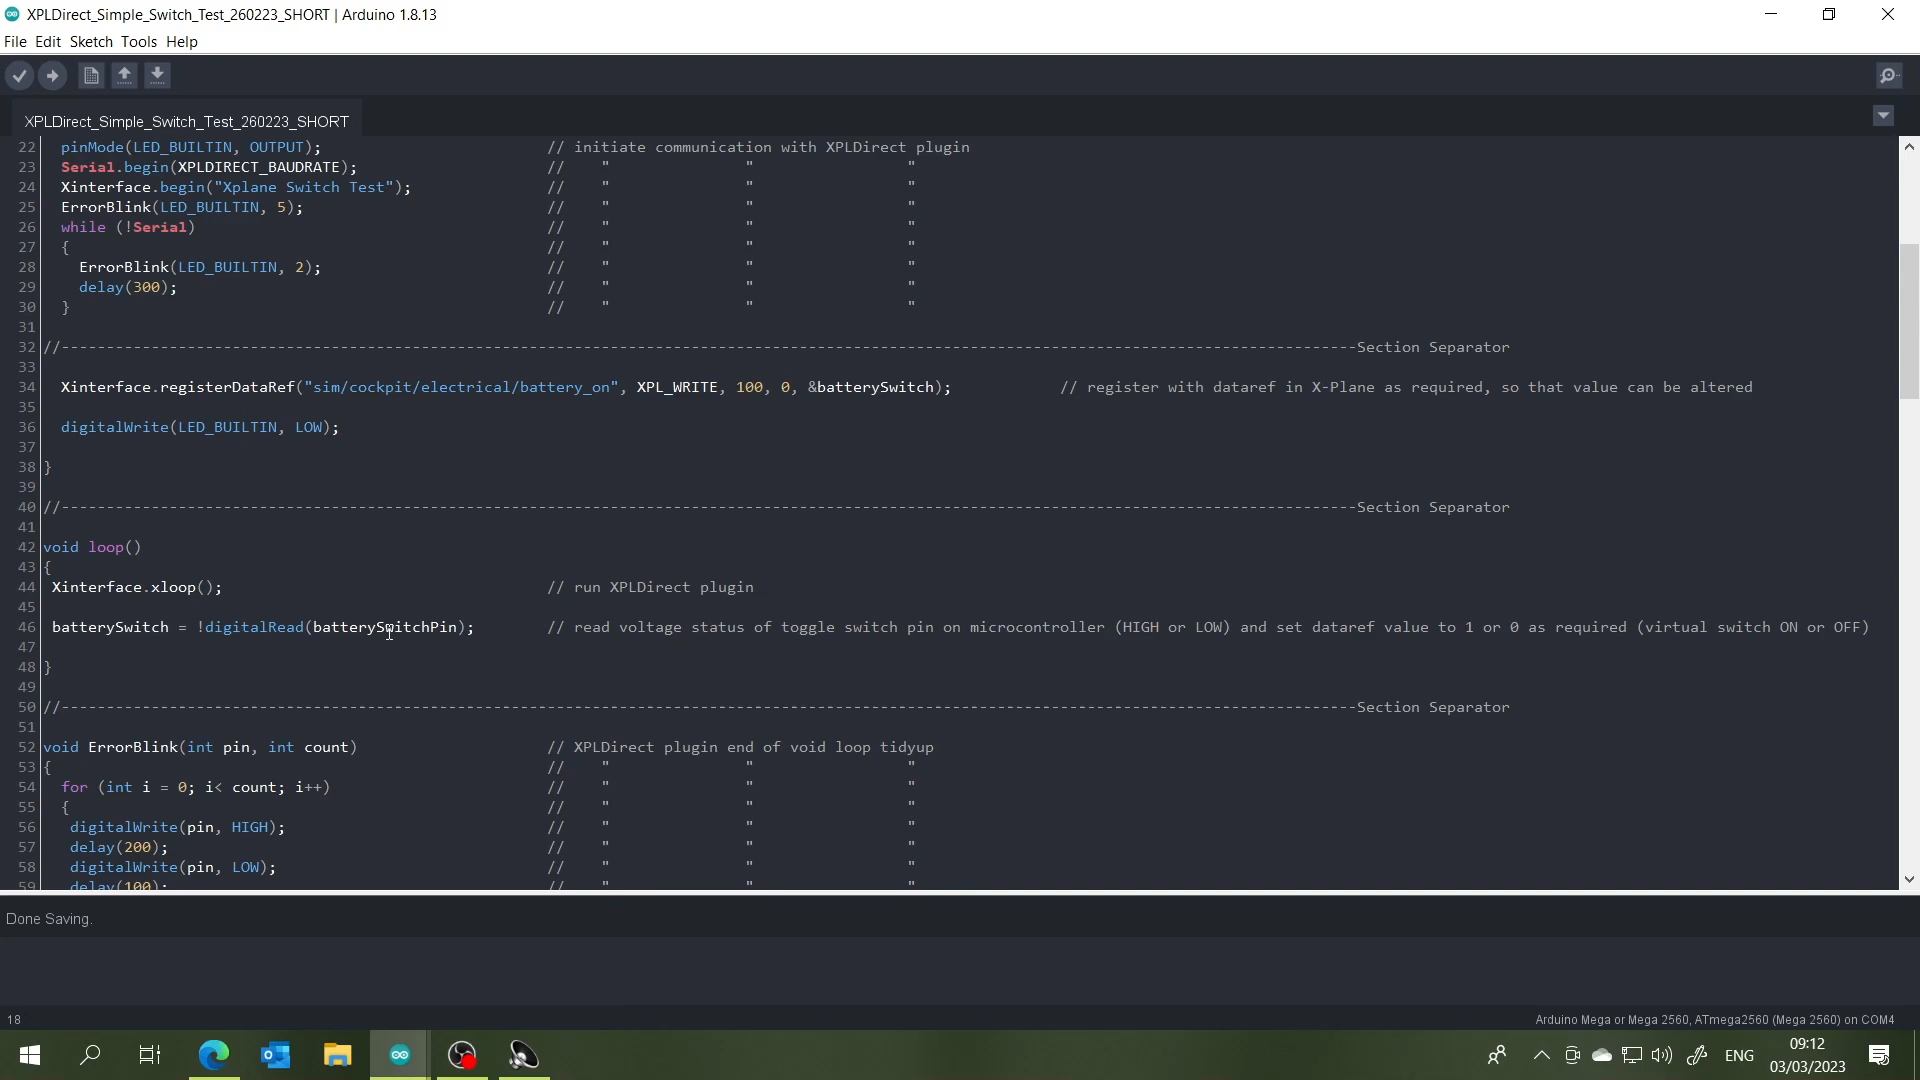 XPLDirect_Simple_Switch_Test_260223_SHORT | Arduino 1.8.13
File Edit Sketch Tools Help
XPLDirect_Simple_Switch_Test_260223_SHORT
22 pinMode(LED_BUILTIN, OUTPUT); // initiate communication with XPLDirect plugin
23 Serial.begin(XPLDIRECT_BAUDRATE); // " " "
24 Xinterface.begin("Xplane Switch Test"); // " " "
25 ErrorBlink(LED_BUILTIN, 5); // " " "
26 while (!Serial) // " " "
27 { // " " "
28 ErrorBlink(LED_BUILTIN, 2); // " " "
29 delay(300); // " " "
30 } // " " "
31
32 //------------------------------------------------------------------------------------------------------------------------------------------------Section Separator
33
34 Xinterface.registerDataRef("sim/cockpit/electrical/battery_on", XPL_WRITE, 100, 0, &batterySwitch); // register with dataref in X-Plane as required, so that value can be altered
35
36 digitalWrite(LED_BUILTIN, LOW);
37
38 }
39
40 //------------------------------------------------------------------------------------------------------------------------------------------------Section Separator
41
42 void loop()
43 {
44 Xinterface.xloop(); // run XPLDirect plugin
45
46 batterySwitch = !digitalRead(batterySwitchPin); // read voltage status of toggle switch pin on microcontroller (HIGH or LOW) and set dataref value to 1 or 0 as required (virtual switch ON or OFF)
47
48 }
49
50 //------------------------------------------------------------------------------------------------------------------------------------------------Section Separator
51
52 void ErrorBlink(int pin, int count) // XPLDirect plugin end of void loop tidyup
53 { // " " "
54 for (int i = 0; i< count; i++) // " " "
55 { // " " "
56 digitalWrite(pin, HIGH); // " " "
57 delay(200); // " " "
58 digitalWrite(pin, LOW); // " " "
59 delay(100); // " " "
Done Saving.
18
Arduino Mega or Mega 2560, ATmega2560 (Mega 2560) on COM4
ENG
09:12
03/03/2023